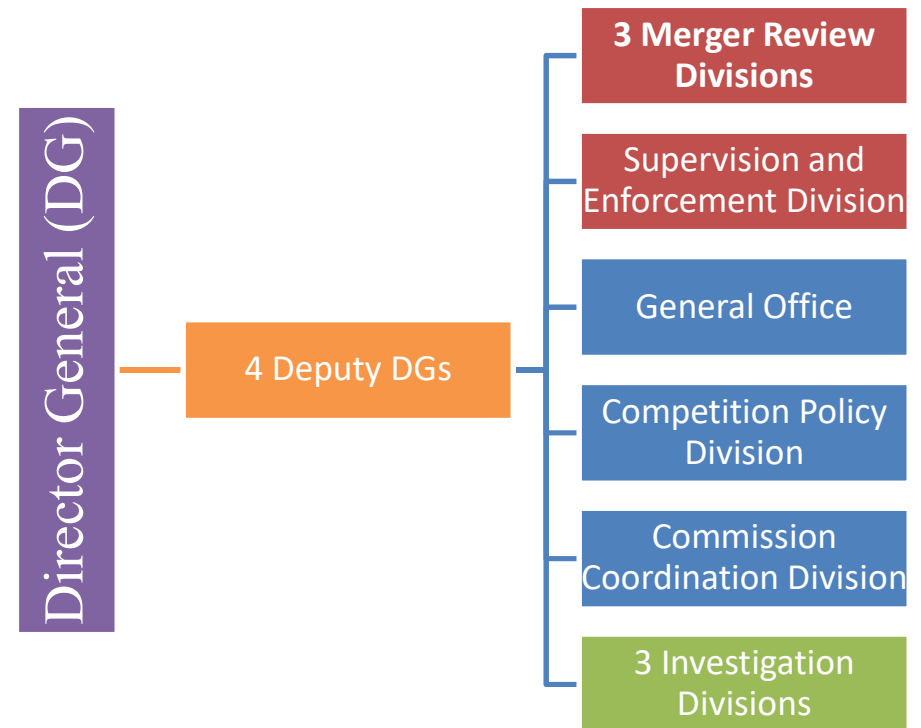 Director General (DG)
4 Deputy DGs
3 Merger Review
Divisions
Supervision and
Enforcement Division
General Office
Competition Policy
Division
Commission
Coordination Division
3 Investigation
Divisions